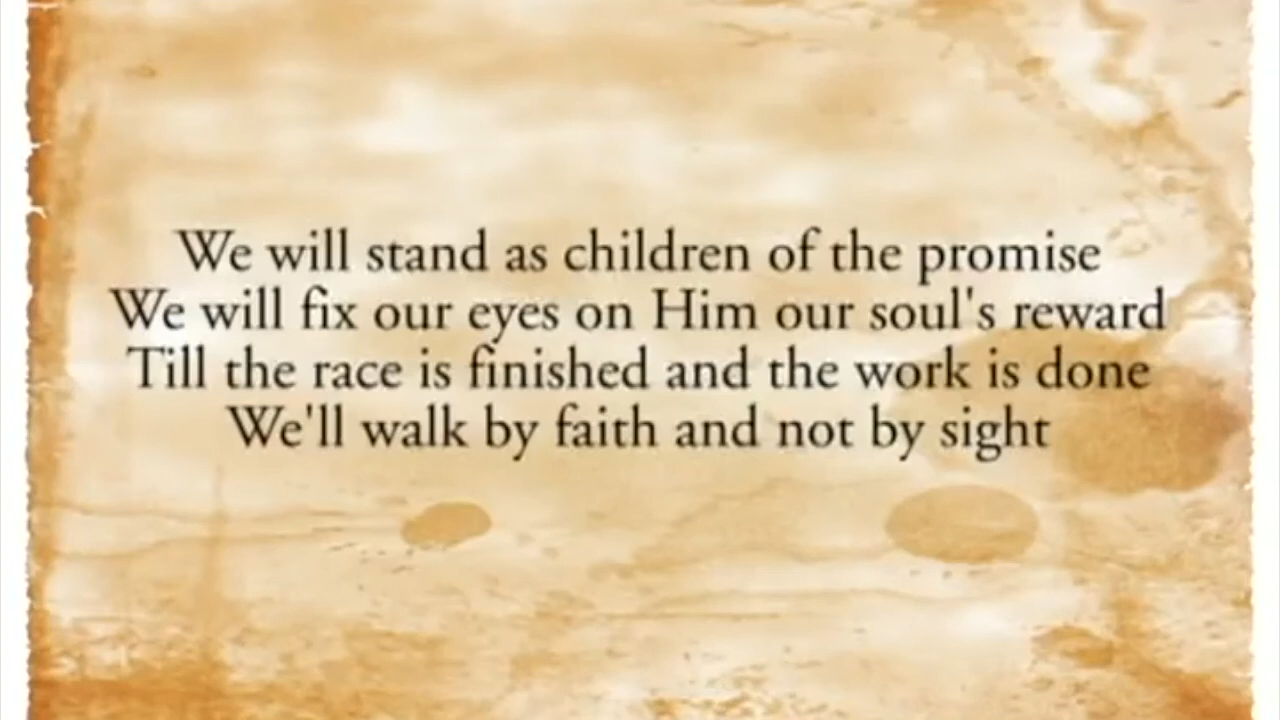 We will stand as children of the promise
We will fix our eyes on Him our soul's reward
Till the race is finished and the work is done
We'll walk by faith and not by sight